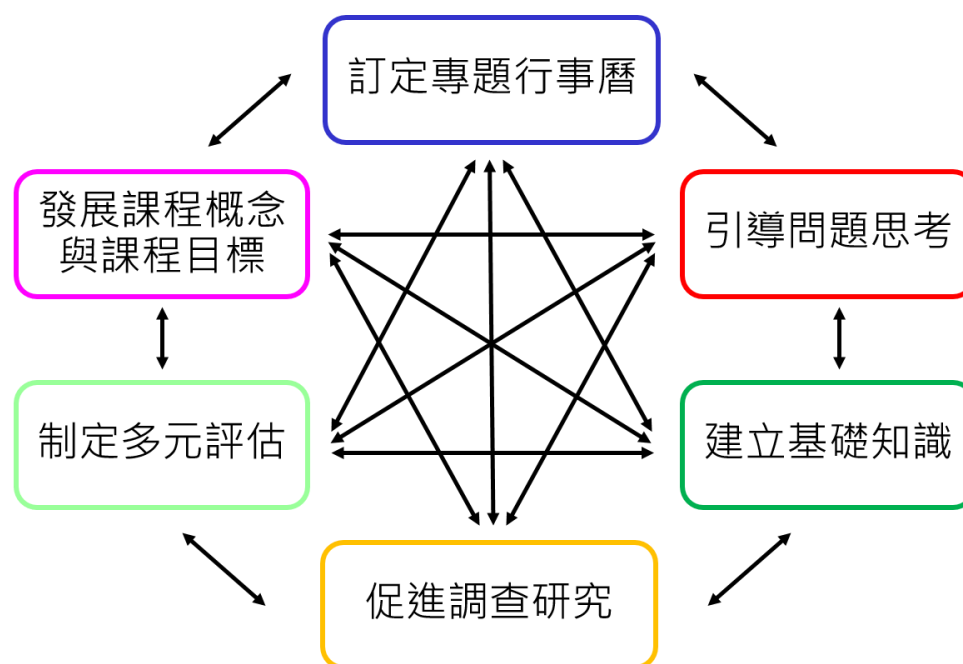 訂定專題行事曆
發展課程概念
與課程目標
引導問題思考
制定多元評估
建立基礎知識
促進調查研究